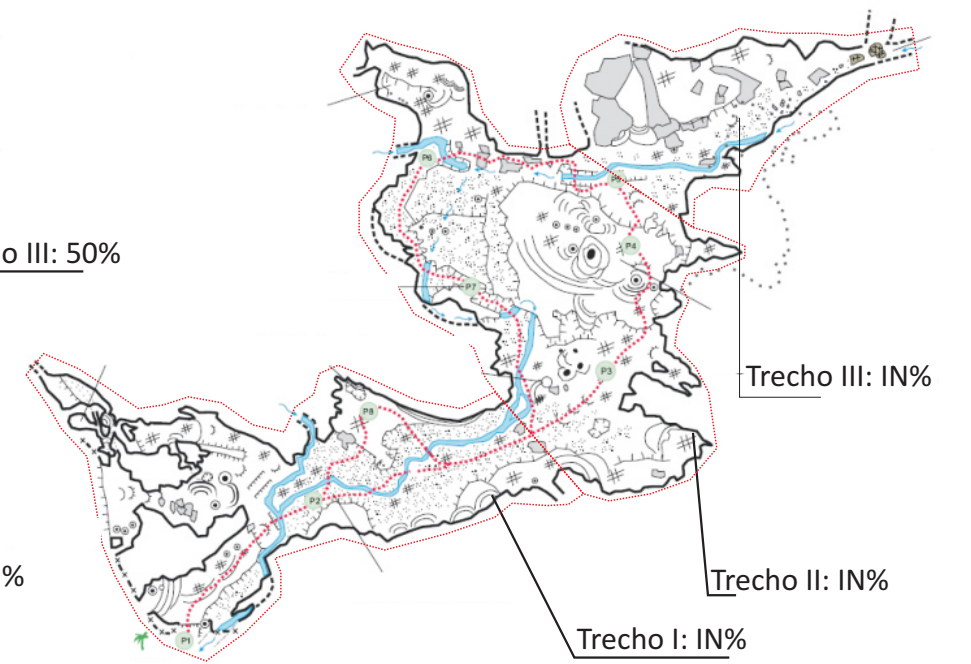 P6
P5
P4
o III: 50%
P7
P3
Trecho III: IN%
P8
P2
%
Trecho II: IN%
P1
Trecho I: IN%